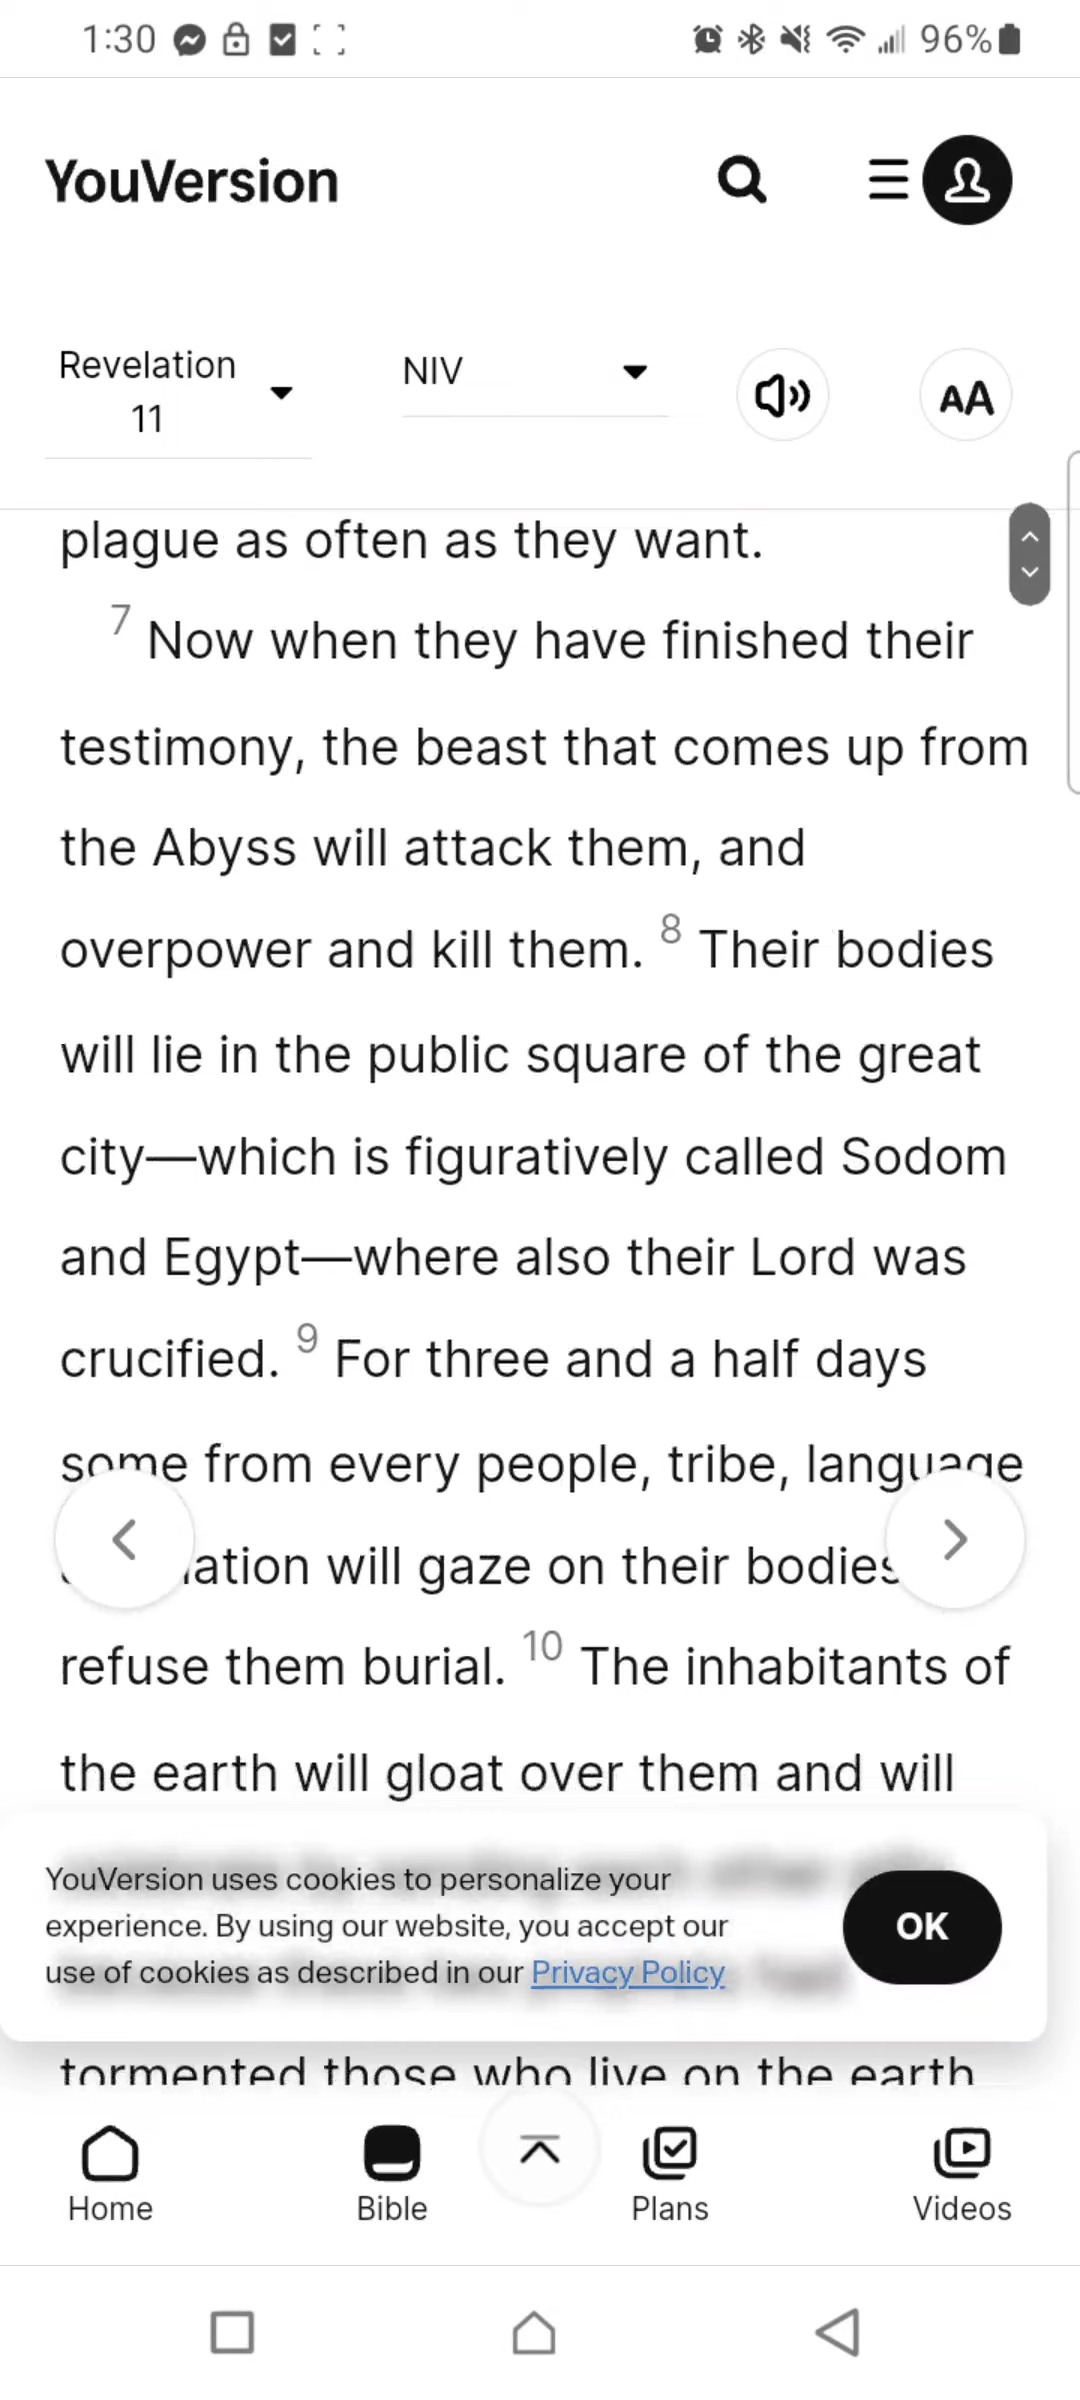 1:30
96%
YouVersion
Revelation
11
NIV
AA
plague as often as they want.
7 Now when they have finished their
testimony, the beast that comes up from
the Abyss will attack them, and
overpower and kill them. 8 Their bodies
will lie in the public square of the great
city—which is figuratively called Sodom
and Egypt—where also their Lord was
crucified. 9 For three and a half days
some from every people, tribe, language
will gaze on their bodies
refuse them burial. 10 The inhabitants of
the earth will gloat over them and will
YouVersion uses cookies to personalize your
experience. By using our website, you accept our
use of cookies as described in our Privacy Policy
OK
tormented those who live on the earth
Home
Bible
Plans
Videos